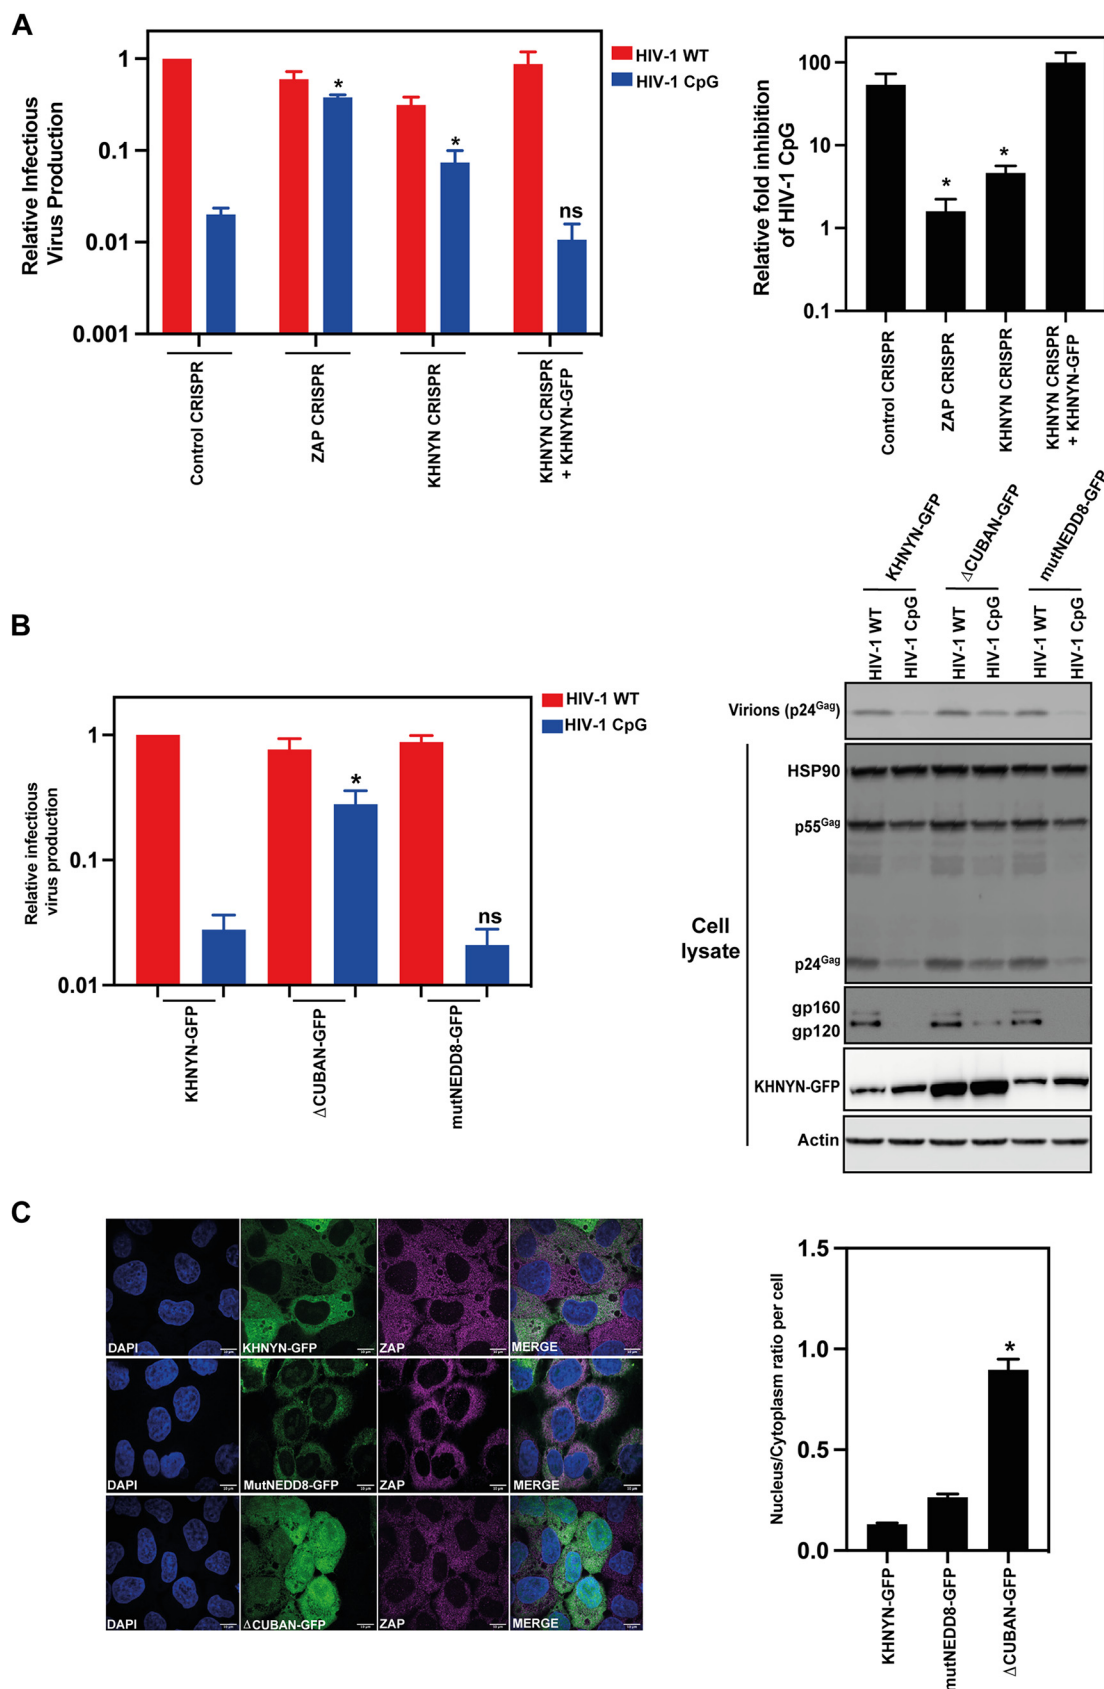 A
Relative Infectious
Virus Production
1
0.1
0.01
0.001
HIV-1 WT
HIV-1 CpG
*
*
ns
Control CRISPR
ZAP CRISPR
KHNYN CRISPR
KHNYN CRISPR
+ KHNYN-GFP
Relative fold inhibition
of HIV-1 CpG
100
10
1
0.1
*
*
Control CRISPR
ZAP CRISPR
KHNYN CRISPR
KHNYN CRISPR
+ KHNYN-GFP
B
Relative infectious
virus production
1
0.1
0.01
HIV-1 WT
HIV-1 CpG
*
ns
KHNYN-GFP
ΔCUBAN-GFP
mutNEDD8-GFP
KHNYN-GFP
ΔCUBAN-GFP
mutNEDD8-GFP
HIV-1 WT
HIV-1 CpG
HIV-1 WT
HIV-1 CpG
HIV-1 WT
HIV-1 CpG
Virions (p24Gag)
HSP90
p55Gag
Cell
lysate
p24Gag
gp160
gp120
KHNYN-GFP
Actin
C
DAPI
KHNYN-GFP
ZAP
MERGE
DAPI
MutNEDD8-GFP
ZAP
MERGE
DAPI
ΔCUBAN-GFP
ZAP
MERGE
Nucleus/Cytoplasm ratio per cell
1.5
1.0
0.5
0.0
*
KHNYN-GFP
mutNEDD8-GFP
ΔCUBAN-GFP